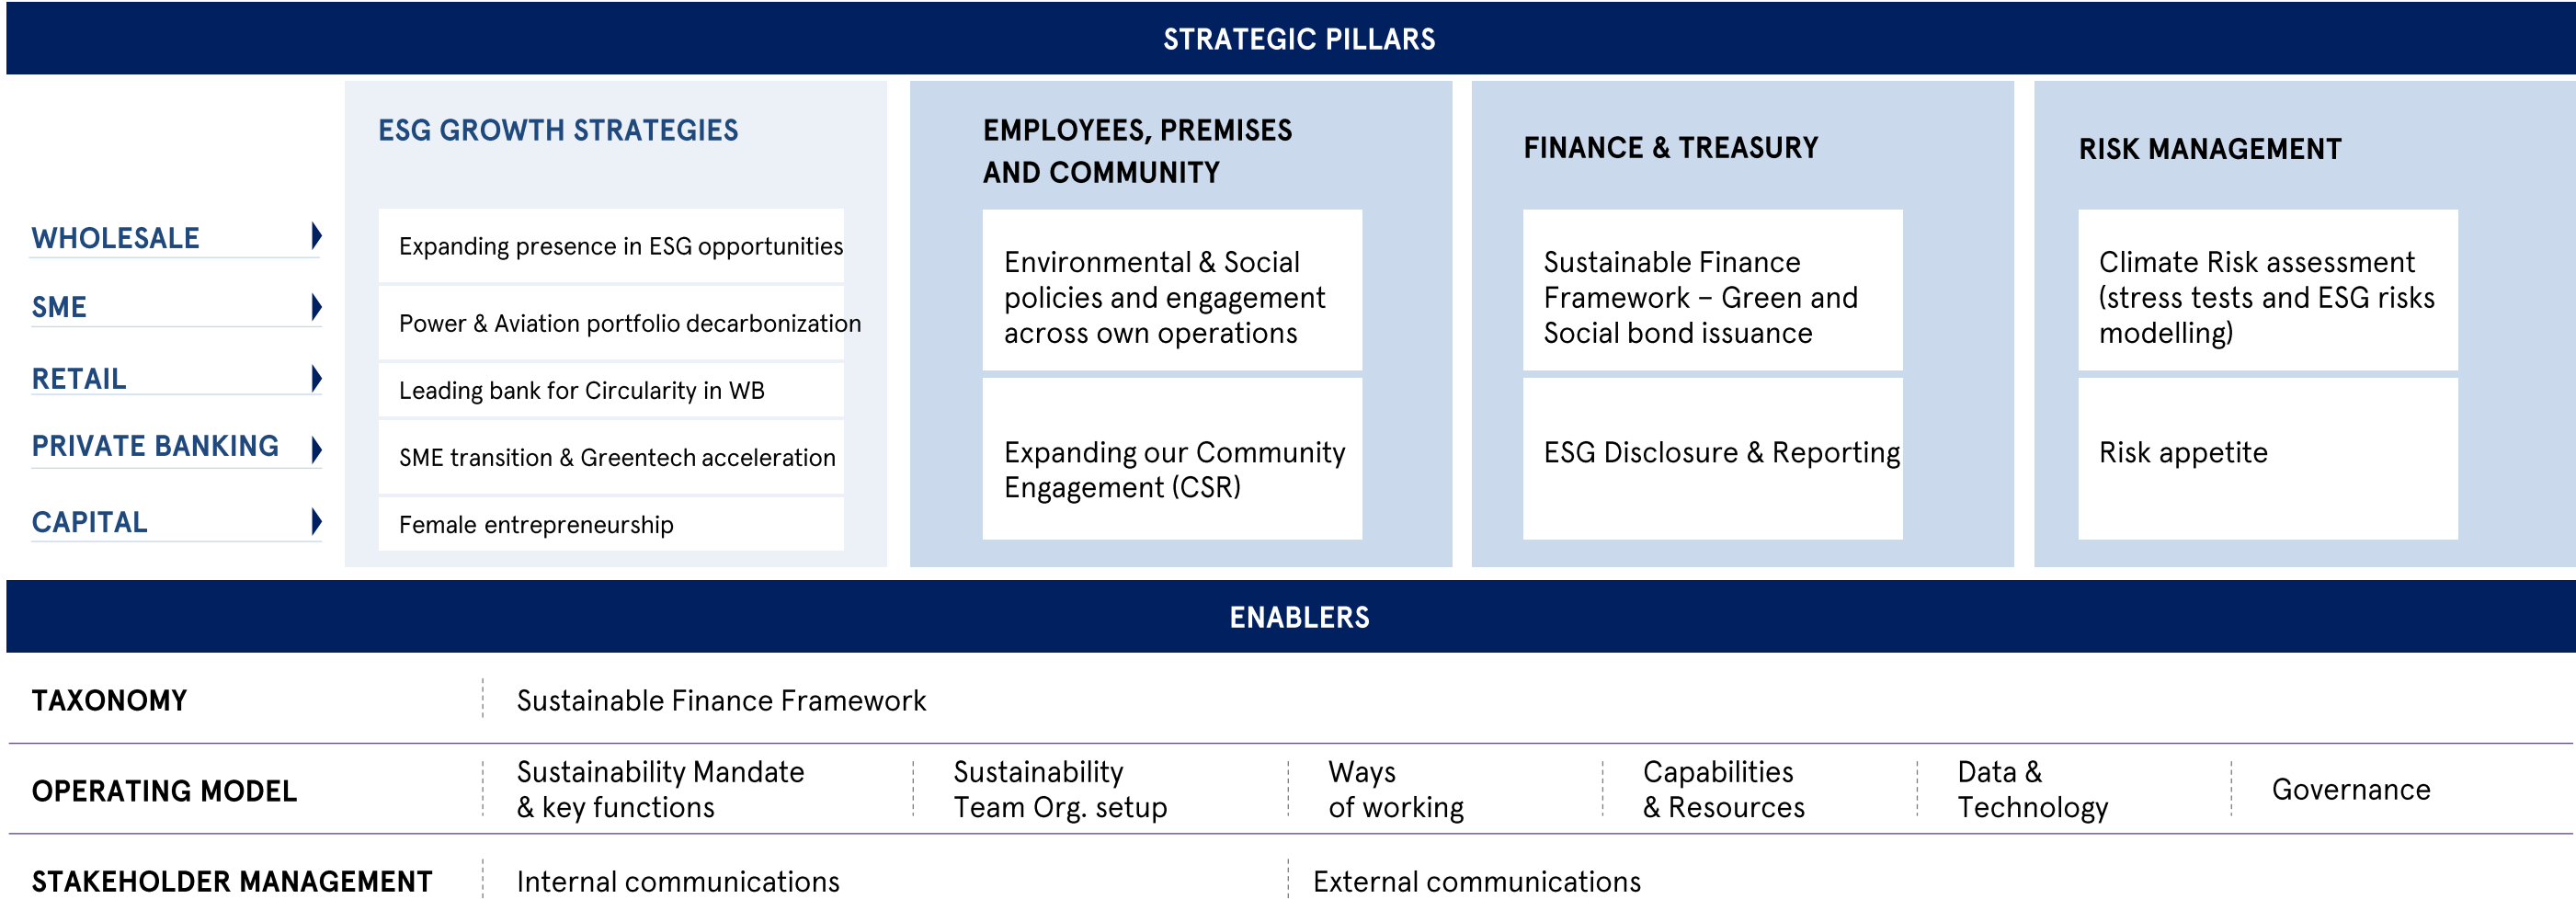 STRATEGIC PILLARS
ESG GROWTH STRATEGIES
EMPLOYEES, PREMISES
AND COMMUNITY
FINANCE & TREASURY
RISK MANAGEMENT
WHOLESALE
SME
RETAIL
PRIVATE BANKING
CAPITAL
Expanding presence in ESG opportunities
Power & Aviation portfolio decarbonization
Leading bank for Circularity in WB
SME transition & Greentech acceleration
Female entrepreneurship
Environmental & Social
policies and engagement
across own operations
Expanding our Community
Engagement (CSR)
Sustainable Finance
Framework – Green and
Social bond issuance
ESG Disclosure & Reporting
Climate Risk assessment
(stress tests and ESG risks
modelling)
Risk appetite
ENABLERS
TAXONOMY
Sustainable Finance Framework
OPERATING MODEL
Sustainability Mandate
& key functions
Sustainability
Team Org. setup
Ways
of working
Capabilities
& Resources
Data &
Technology
Governance
STAKEHOLDER MANAGEMENT
Internal communications
External communications